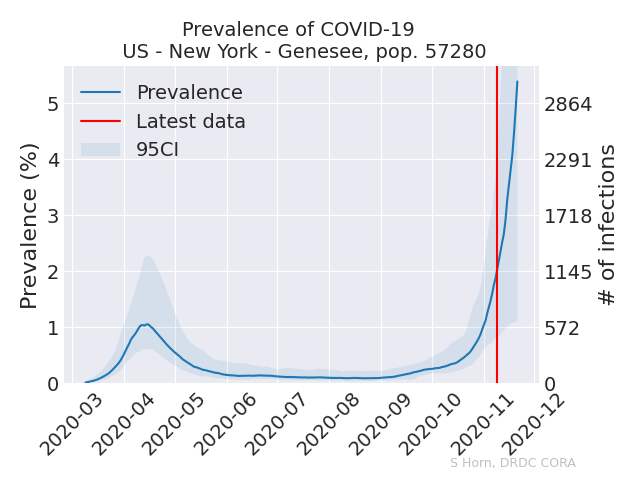 Prevalence of COVID-19
US - New York - Genesee, pop. 57280
Prevalence
Latest data
95CI
Prevalence (%)
5
4
3
2
1
0
2864
2291
1718
1145
572
0
# of infections
2020-03
2020-04
2020-05
2020-06
2020-07
2020-08
2020-09
2020-10
2020-11
2020-12
S Horn, DRDC CORA